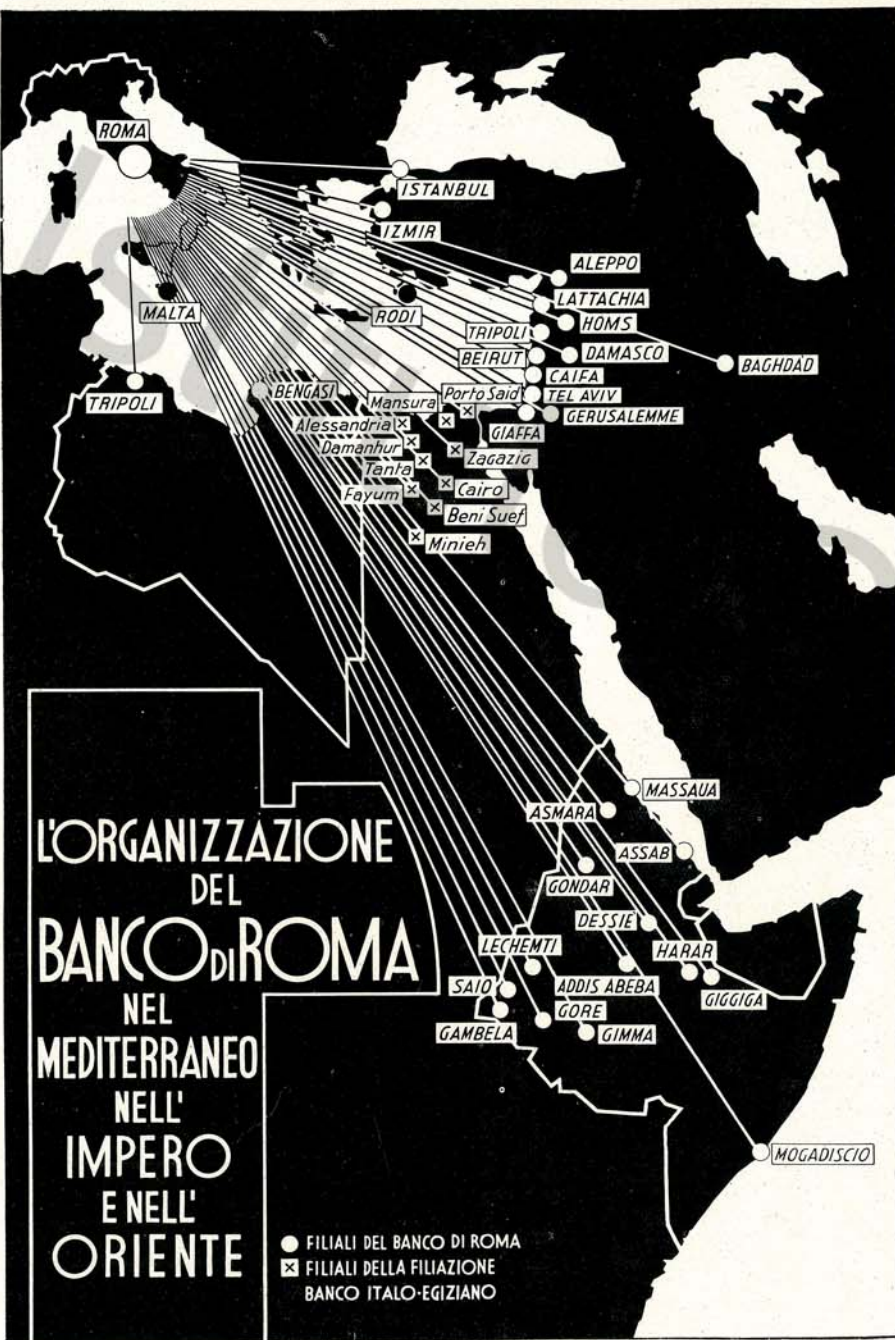 ROMA
ISTANBUL
IZMIR
ALEPPO
MALTA
RODI
LATTACHIA
HOMS
TRIPOLI
BEIRUT
DAMASCO
BAGHDAD
CAIFA
TRIPOLI
BENGASI
Mansura
Porto Said
TEL AVIV
GERUSALEMME
Alessandria
GIAFFA
Damanhur
Zagazig
Tanta
Cairo
Fayum
Beni Suef
Minieh
MASSAUA
ASMARA
ASSAB
GONDAR
DESSIE
LECHEMTI
HARAR
SAIO
ADDIS ABEBA
GIGGIGA
GAMBELA
GORE
GIMMA
MOGADISCIO
L'ORGANIZZAZIONE
DEL
BANCO DI ROMA
NEL
MEDITERRANEO
NELL'
IMPERO
E NELL'
ORIENTE
FILIALI DEL BANCO DI ROMA
FILIALI DELLA FILIAZIONE
BANCO ITALO-EGIZIANO